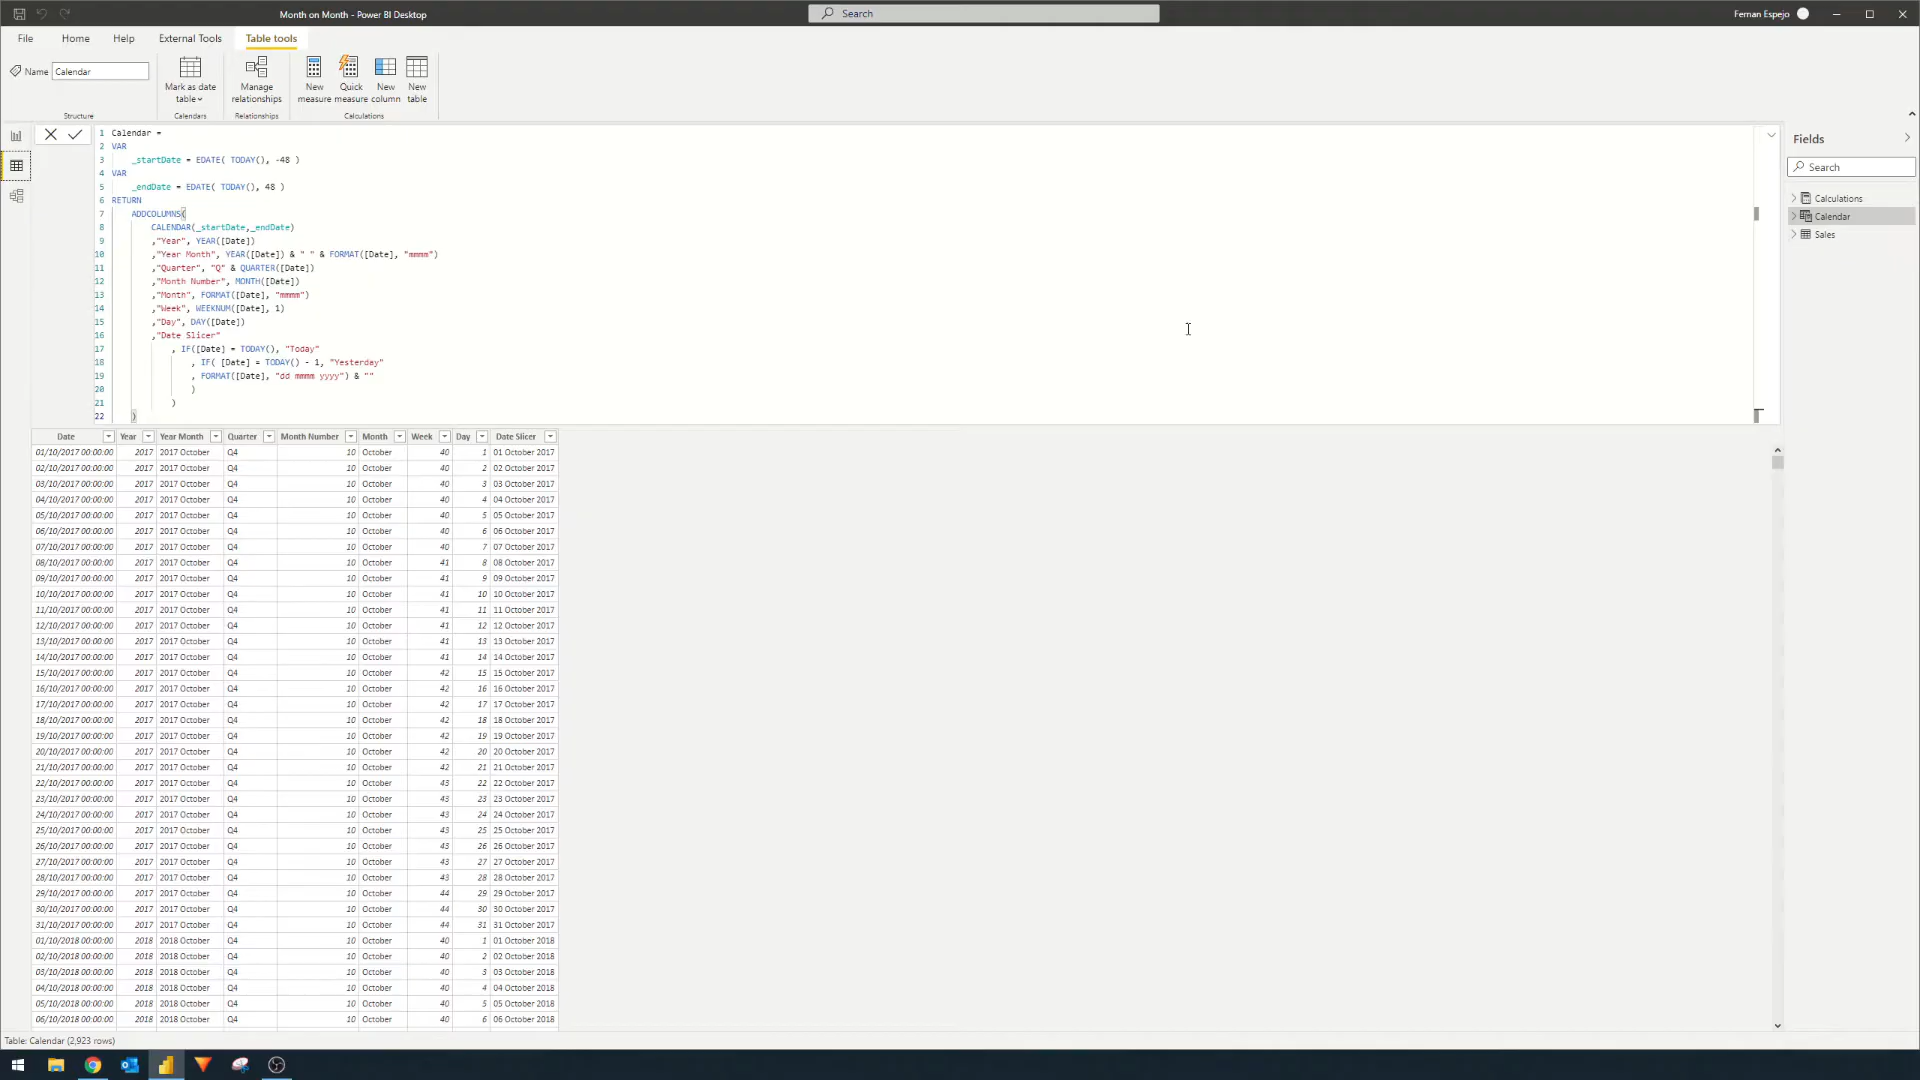 Month on Month - Power BI Desktop
Search
Fernan Espejo
File
Home
Help
External Tools
Table tools
Name
Calendar
Mark as date table
Manage relationships
New measure
Quick measure
New column
New table
Structure
Calendars
Relationships
Calculations
1 Calendar =
2 VAR
3 _startDate = EDATE( TODAY(), -48 )
4 VAR
5 _endDate = EDATE( TODAY(), 48 )
6 RETURN
7 ADDCOLUMNS(
8 CALENDAR(_startDate,_endDate)
9 ,"Year", YEAR([Date])
10 ,"Year Month", YEAR([Date]) & " " & FORMAT([Date], "mmmm")
11 ,"Quarter", "Q" & QUARTER([Date])
12 ,"Month Number", MONTH([Date])
13 ,"Month", FORMAT([Date], "mmmm")
14 ,"Week", WEEKNUM([Date], 1)
15 ,"Day", DAY([Date])
16 ,"Date Slicer"
17 , IF([Date] = TODAY(), "Today"
18 , IF( [Date] = TODAY() - 1, "Yesterday"
19 , FORMAT([Date], "dd mmmm yyyy") & ""
20 )
21 )
22 )
Fields
Search
Calculations
Calendar
Sales
Date Year Year Month Quarter Month Number Month Week Day Date Slicer
01/10/2017 00:00:00 2017 2017 October Q4 10 October 40 1 01 October 2017
02/10/2017 00:00:00 2017 2017 October Q4 10 October 40 2 02 October 2017
03/10/2017 00:00:00 2017 2017 October Q4 10 October 40 3 03 October 2017
04/10/2017 00:00:00 2017 2017 October Q4 10 October 40 4 04 October 2017
05/10/2017 00:00:00 2017 2017 October Q4 10 October 40 5 05 October 2017
06/10/2017 00:00:00 2017 2017 October Q4 10 October 40 6 06 October 2017
07/10/2017 00:00:00 2017 2017 October Q4 10 October 40 7 07 October 2017
08/10/2017 00:00:00 2017 2017 October Q4 10 October 41 8 08 October 2017
09/10/2017 00:00:00 2017 2017 October Q4 10 October 41 9 09 October 2017
10/10/2017 00:00:00 2017 2017 October Q4 10 October 41 10 10 October 2017
11/10/2017 00:00:00 2017 2017 October Q4 10 October 41 11 11 October 2017
12/10/2017 00:00:00 2017 2017 October Q4 10 October 41 12 12 October 2017
13/10/2017 00:00:00 2017 2017 October Q4 10 October 41 13 13 October 2017
14/10/2017 00:00:00 2017 2017 October Q4 10 October 41 14 14 October 2017
15/10/2017 00:00:00 2017 2017 October Q4 10 October 42 15 15 October 2017
16/10/2017 00:00:00 2017 2017 October Q4 10 October 42 16 16 October 2017
17/10/2017 00:00:00 2017 2017 October Q4 10 October 42 17 17 October 2017
18/10/2017 00:00:00 2017 2017 October Q4 10 October 42 18 18 October 2017
19/10/2017 00:00:00 2017 2017 October Q4 10 October 42 19 19 October 2017
20/10/2017 00:00:00 2017 2017 October Q4 10 October 42 20 20 October 2017
21/10/2017 00:00:00 2017 2017 October Q4 10 October 42 21 21 October 2017
22/10/2017 00:00:00 2017 2017 October Q4 10 October 43 22 22 October 2017
23/10/2017 00:00:00 2017 2017 October Q4 10 October 43 23 23 October 2017
24/10/2017 00:00:00 2017 2017 October Q4 10 October 43 24 24 October 2017
25/10/2017 00:00:00 2017 2017 October Q4 10 October 43 25 25 October 2017
26/10/2017 00:00:00 2017 2017 October Q4 10 October 43 26 26 October 2017
27/10/2017 00:00:00 2017 2017 October Q4 10 October 43 27 27 October 2017
28/10/2017 00:00:00 2017 2017 October Q4 10 October 43 28 28 October 2017
29/10/2017 00:00:00 2017 2017 October Q4 10 October 44 29 29 October 2017
30/10/2017 00:00:00 2017 2017 October Q4 10 October 44 30 30 October 2017
31/10/2017 00:00:00 2017 2017 October Q4 10 October 44 31 31 October 2017
01/10/2018 00:00:00 2018 2018 October Q4 10 October 40 1 01 October 2018
02/10/2018 00:00:00 2018 2018 October Q4 10 October 40 2 02 October 2018
03/10/2018 00:00:00 2018 2018 October Q4 10 October 40 3 03 October 2018
04/10/2018 00:00:00 2018 2018 October Q4 10 October 40 4 04 October 2018
05/10/2018 00:00:00 2018 2018 October Q4 10 October 40 5 05 October 2018
06/10/2018 00:00:00 2018 2018 October Q4 10 October 40 6 06 October 2018
Table: Calendar (2,923 rows)